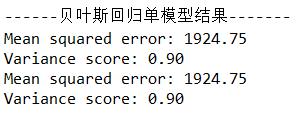 ------贝叶斯回归单模型结果-------
Mean squared error: 1924.75
Variance score: 0.90
Mean squared error: 1924.75
Variance score: 0.90